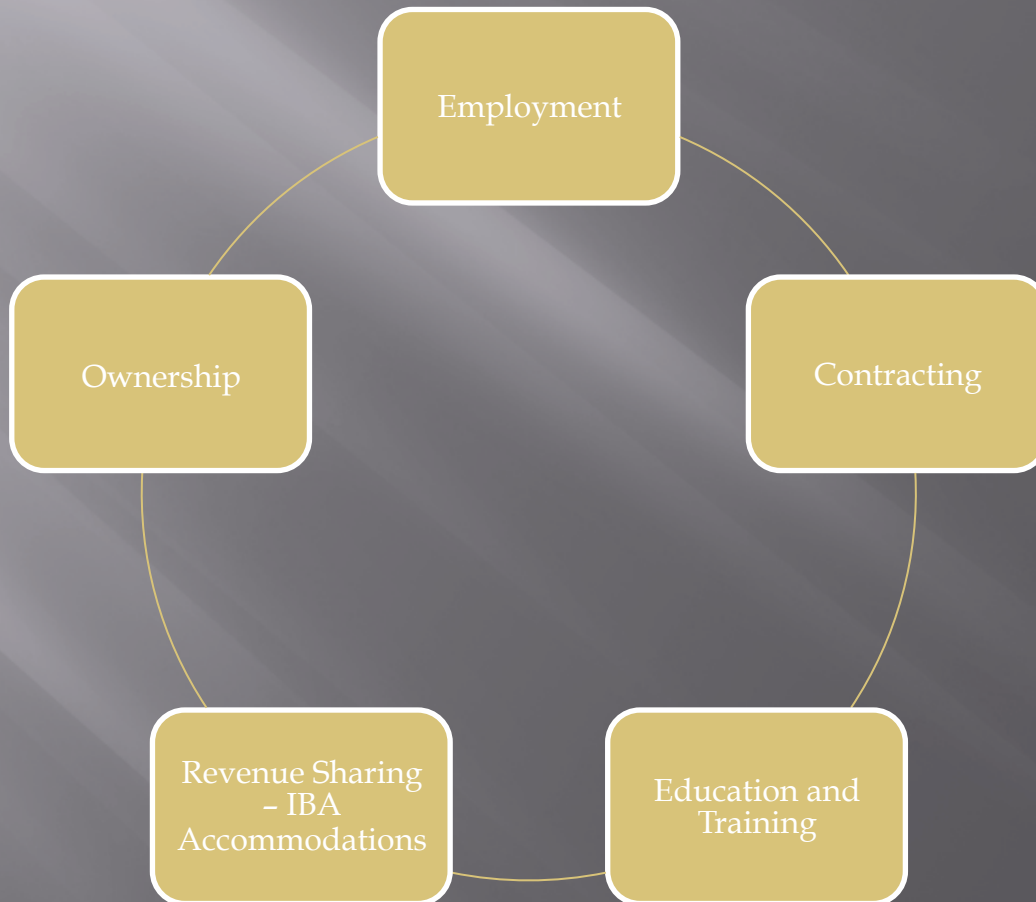 Employment
Ownership
Contracting
Revenue Sharing
– IBA
Accommodations
Education and
Training